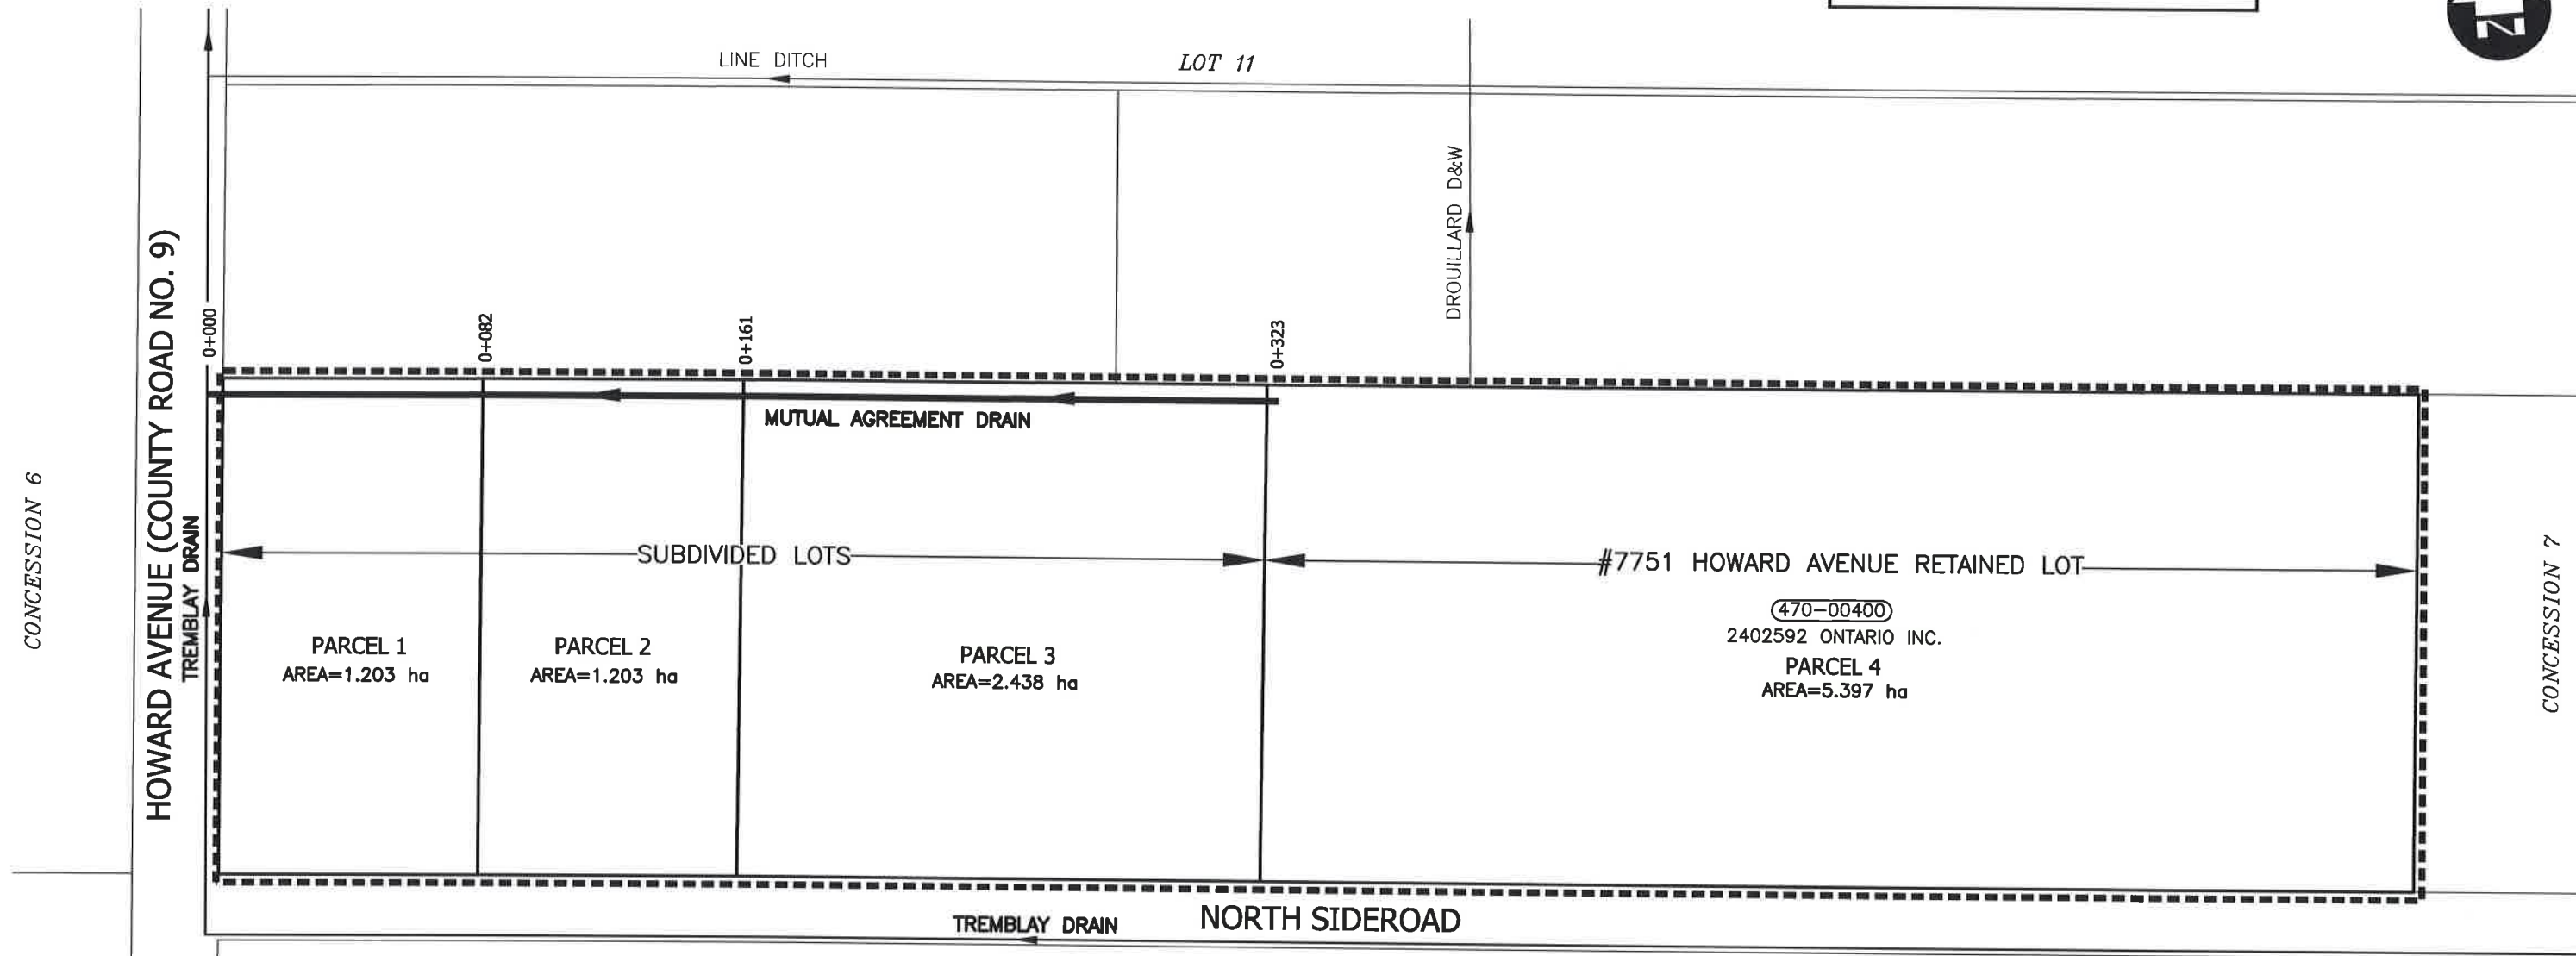 N
LINE DITCH
LOT 11
DROUILLARD D&W
HOWARD AVENUE (COUNTY ROAD NO. 9)
0+000
0+082
0+161
0+323
MUTUAL AGREEMENT DRAIN
CONCESSION 6
TREMBLAY DRAIN
SUBDIVIDED LOTS
#7751 HOWARD AVENUE RETAINED LOT
470-00400
2402592 ONTARIO INC.
PARCEL 1
AREA=1.203 ha
PARCEL 2
AREA=1.203 ha
PARCEL 3
AREA=2.438 ha
PARCEL 4
AREA=5.397 ha
CONCESSION 7
TREMBLAY DRAIN
NORTH SIDEROAD